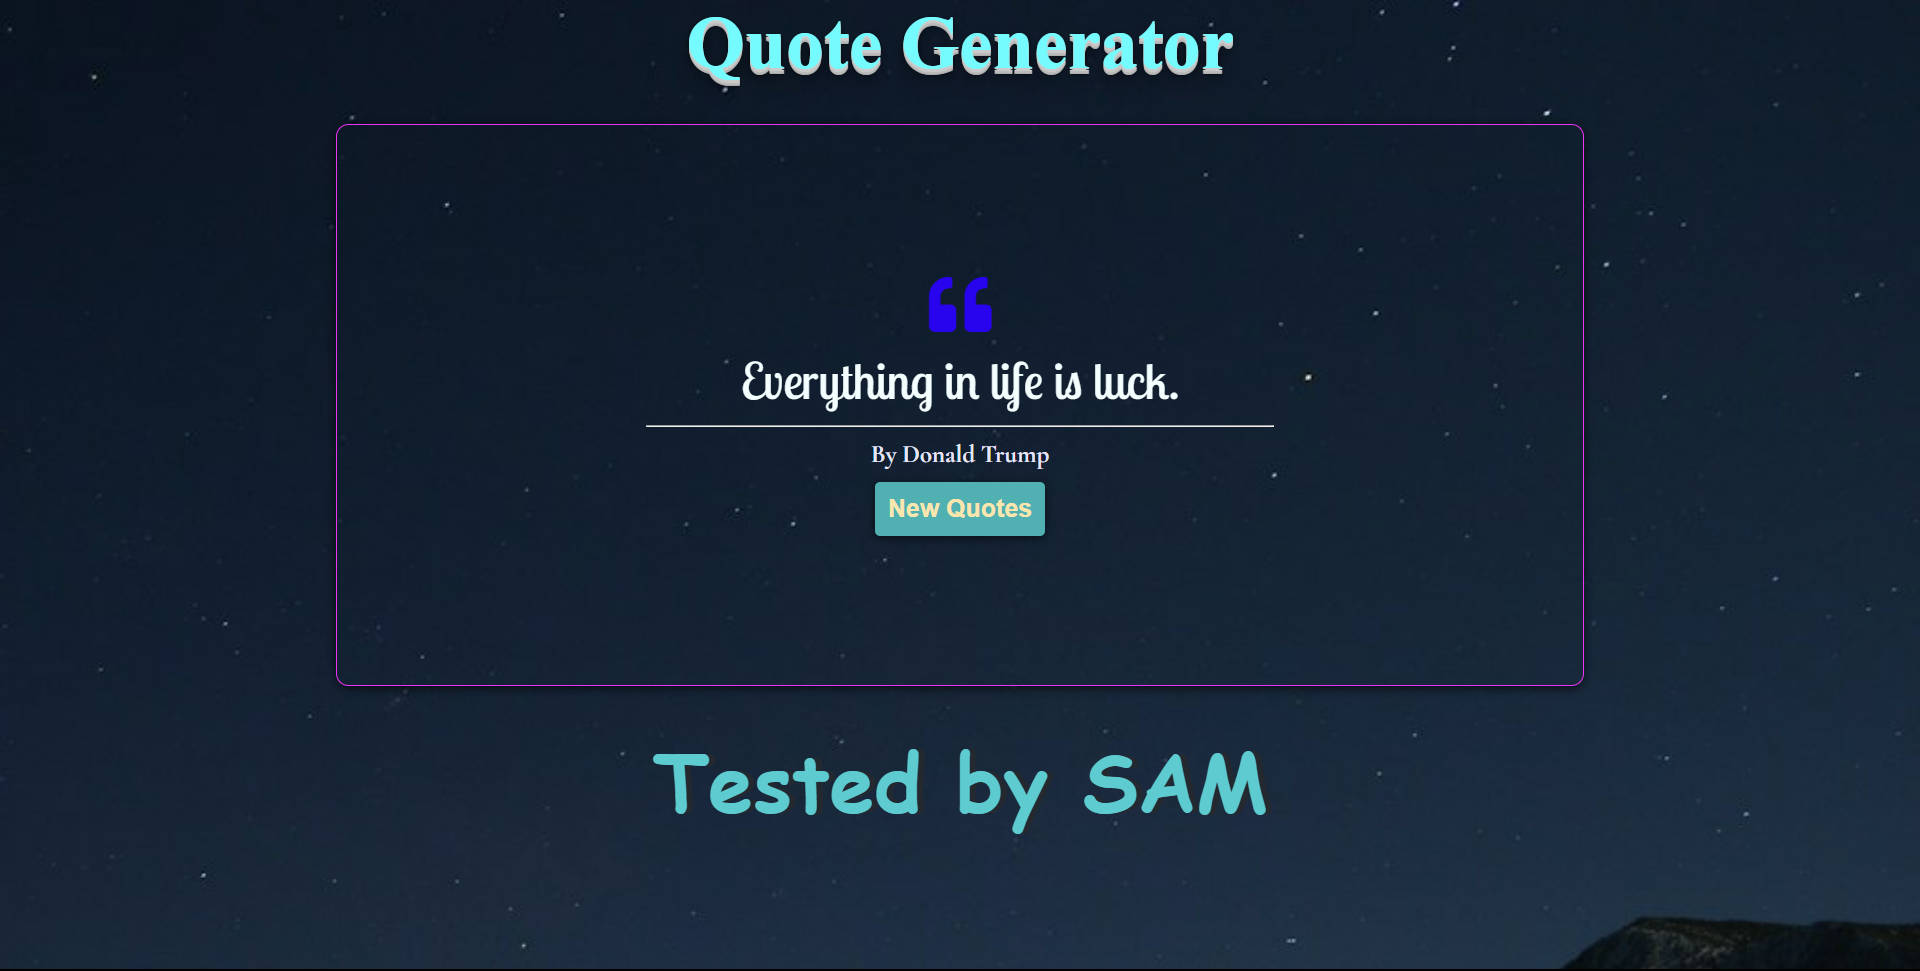 Quote Generator
❝
Everything in life is luck.
By Donald Trump
New Quotes
Tested by SAM